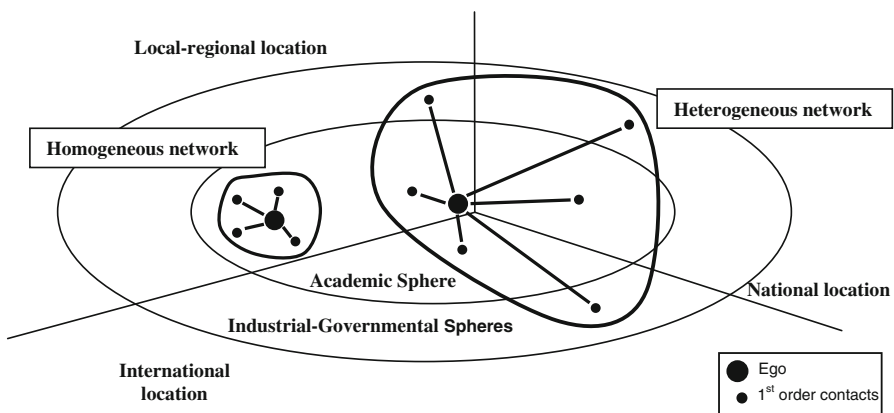 Local-regional location
Heterogeneous network
Homogeneous network
Academic Sphere
National location
Industrial-Governmental Spheres
International
location
Ego
1st order contacts